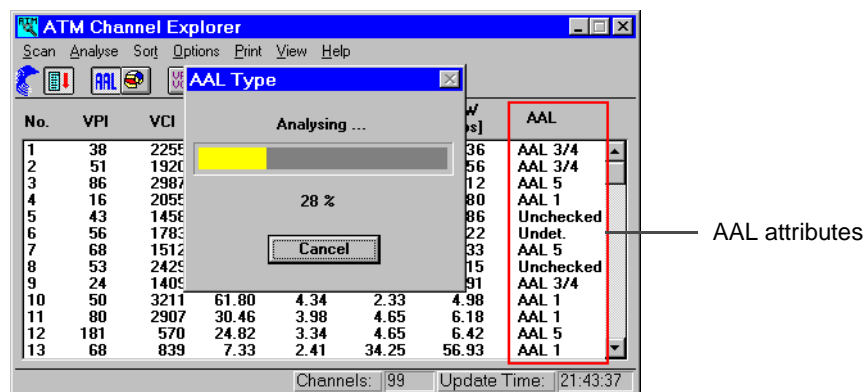 ATM Channel Explorer
Scan Analyse Sort Options Print View Help
AAL
AAL Type
No. VPI VCI AAL
Analysing ...
28 %
Cancel
1 38 2255 36 AAL 3/4
2 51 1920 56 AAL 3/4
3 86 2987 12 AAL 5
4 16 2055 80 AAL 1
5 43 1458 86 Unchecked
6 56 1783 22 Undet.
7 68 1512 33 AAL 5
8 53 2429 15 Unchecked
9 24 1409 91 AAL 3/4
10 50 3211 61.80 4.34 2.33 4.98 AAL 1
11 80 2907 30.46 3.98 4.65 6.18 AAL 1
12 181 570 24.82 3.34 4.65 6.42 AAL 5
13 68 839 7.33 2.41 34.25 56.93 AAL 1
AAL attributes
Channels: 99 Update Time: 21:43:37